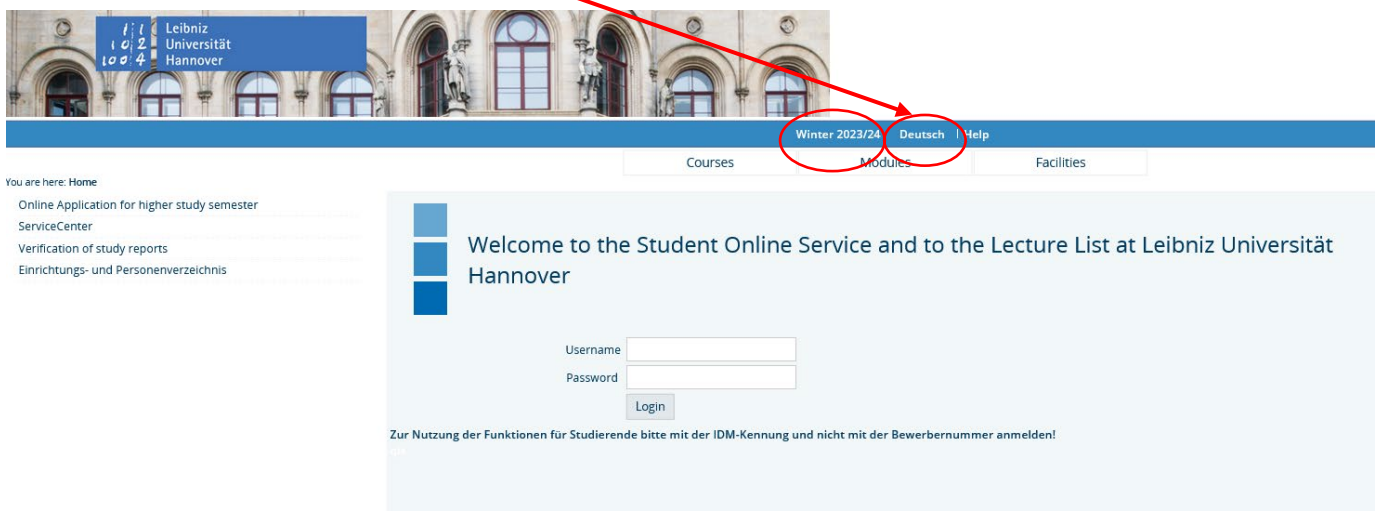 Leibniz
Universität
Hannover
Winter 2023/24 Deutsch | Help
Courses Modules Facilities
You are here: Home
Online Application for higher study semester
ServiceCenter
Verification of study reports
Einrichtungs- und Personenverzeichnis
Welcome to the Student Online Service and to the Lecture List at Leibniz Universität
Hannover
Username
Password
Login
Zur Nutzung der Funktionen für Studierende bitte mit der IDM-Kennung und nicht mit der Bewerbernummer anmelden!